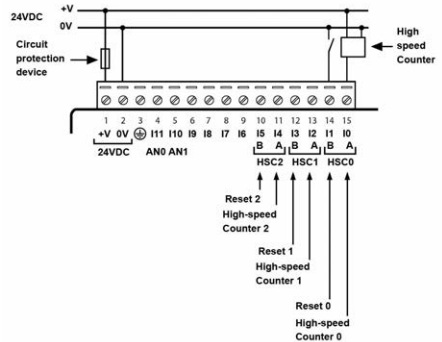 +V
24VDC
0V
Circuit
protection
device
High
speed
Counter
1 2 3 4 5 6 7 8 9 10 11 12 13 14 15
+V 0V I11 I10 I9 I8 I7 I6 I5 I4 I3 I2 I1 I0
24VDC AN0 AN1 B A B A B A
HSC2 HSC1 HSC0
Reset 2
High-speed
Counter 2
Reset 1
High-speed
Counter 1
Reset 0
High-speed
Counter 0